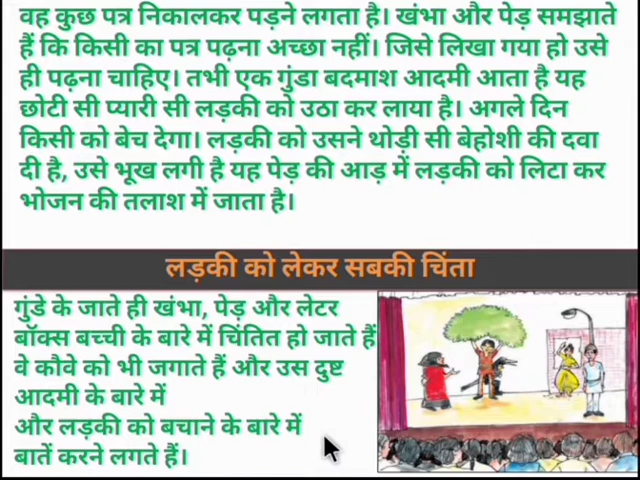 वह कुछ पत्र निकालकर पड़ने लगता है। खंभा और पेड़ समझाते
हैं कि किसी का पत्र पढ़ना अच्छा नहीं। जिसे लिखा गया हो उसे
ही पढ़ना चाहिए। तभी एक गुंडा बदमाश आदमी आता है यह
छोटी सी प्यारी सी लड़की को उठा कर लाया है। अगले दिन
किसी को बेच देगा। लड़की को उसने थोड़ी सी बेहोशी की दवा
दी है, उसे भूख लगी है यह पेड़ की आड़ में लड़की को लिटा कर
भोजन की तलाश में जाता है।
लड़की को लेकर सबकी चिंता
गुंडे के जाते ही खंभा, पेड़ और लेटर
बॉक्स बच्ची के बारे में चिंतित हो जाते हैं
वे कौवे को भी जगाते हैं और उस दुष्ट
आदमी के बारे में
और लड़की को बचाने के बारे में
बातें करने लगते हैं।